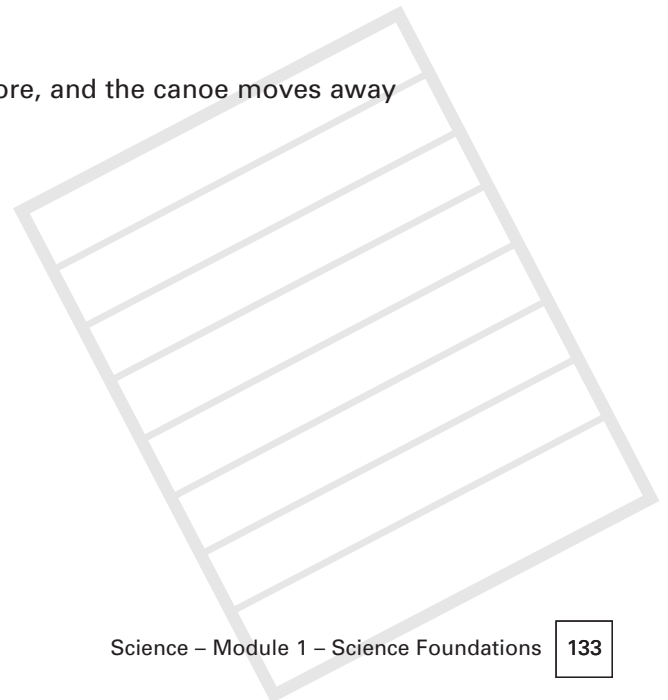 ore, and the canoe moves away
Science – Module 1 – Science Foundations 133